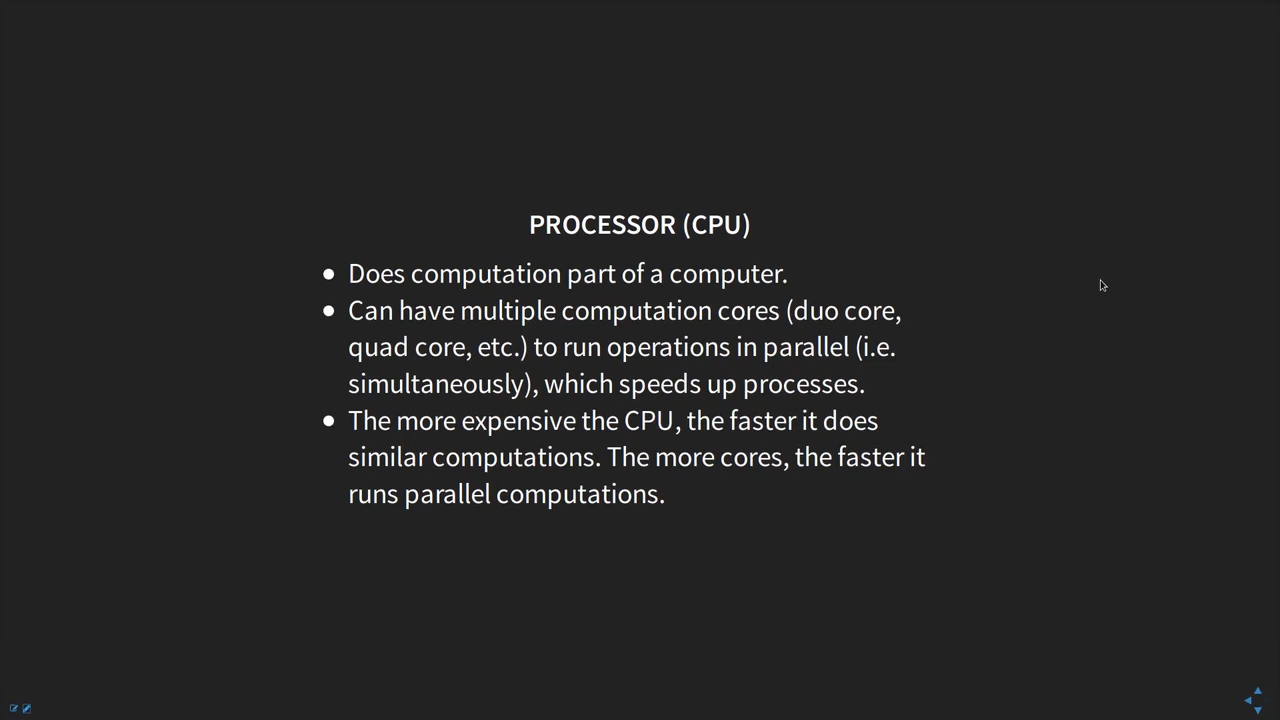 PROCESSOR (CPU)
Does computation part of a computer.
Can have multiple computation cores (duo core,
quad core, etc.) to run operations in parallel (i.e.
simultaneously), which speeds up processes.
The more expensive the CPU, the faster it does
similar computations. The more cores, the faster it
runs parallel computations.